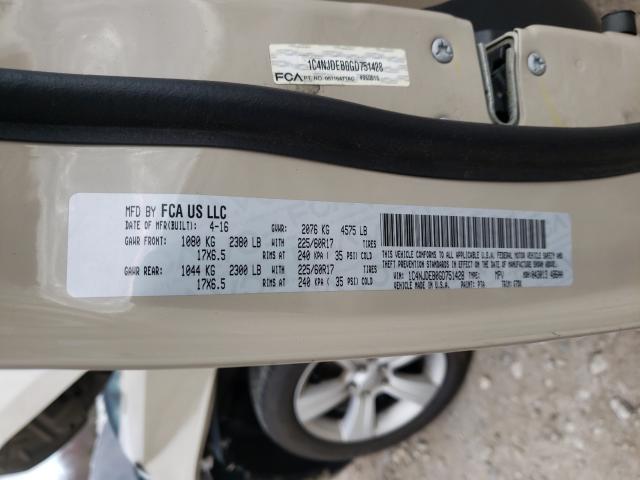 1C4NJDEB0GD751428
FCA PT. NO.
MFD BY FCA US LLC
DATE OF MFR(BUILT): 4-16 GVWR: 2076 KG 4575 LB
GAWR FRONT: 1080 KG 2380 LB WITH 225/60R17 TIRES
17X6.5 RIMS AT 240 KPA( 35 PSI) COLD
GAWR REAR: 1044 KG 2300 LB WITH 225/60R17 TIRES
17X6.5 RIMS AT 240 KPA( 35 PSI) COLD
THIS VEHICLE CONFORMS TO ALL APPLICABLE U.S.A. FEDERAL MOTOR VEHICLE SAFETY AND
THEFT PREVENTION STANDARDS IN EFFECT ON THE DATE OF MANUFACTURE
SHOWN ABOVE.
VIN: 1C4NJDEB0GD751428 TYPE: MPV
VEHICLE MADE IN U.S.A. PAINT: